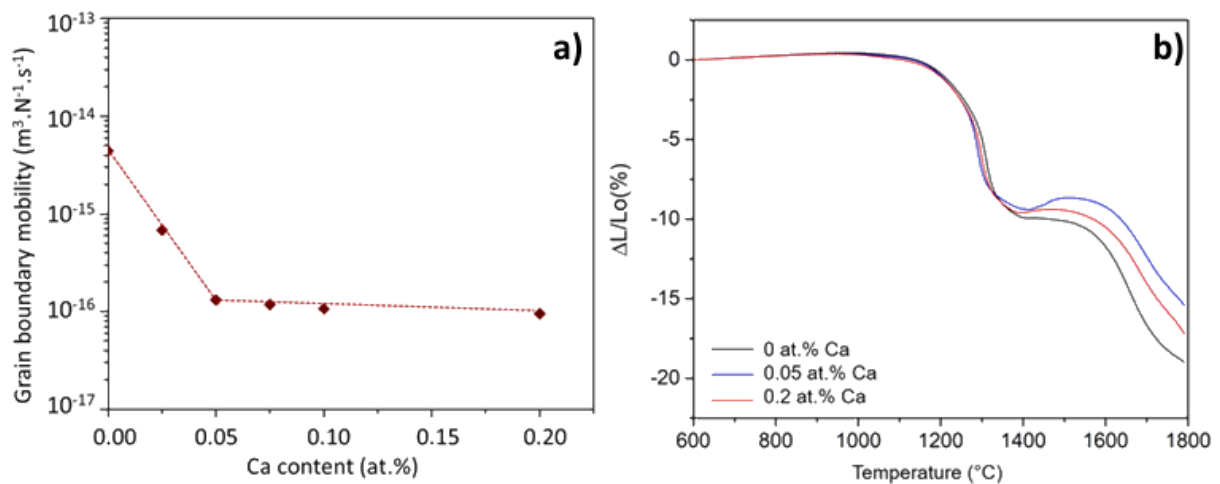 a)
10⁻¹³
10⁻¹⁴
10⁻¹⁵
10⁻¹⁶
10⁻¹⁷
Grain boundary mobility (m³.N⁻¹.s⁻¹)
0.00 0.05 0.10 0.15 0.20
Ca content (at.%)
b)
0
-5
-10
-15
-20
ΔL/Lo(%)
0 at.% Ca
0.05 at.% Ca
0.2 at.% Ca
600 800 1000 1200 1400 1600 1800
Temperature (°C)